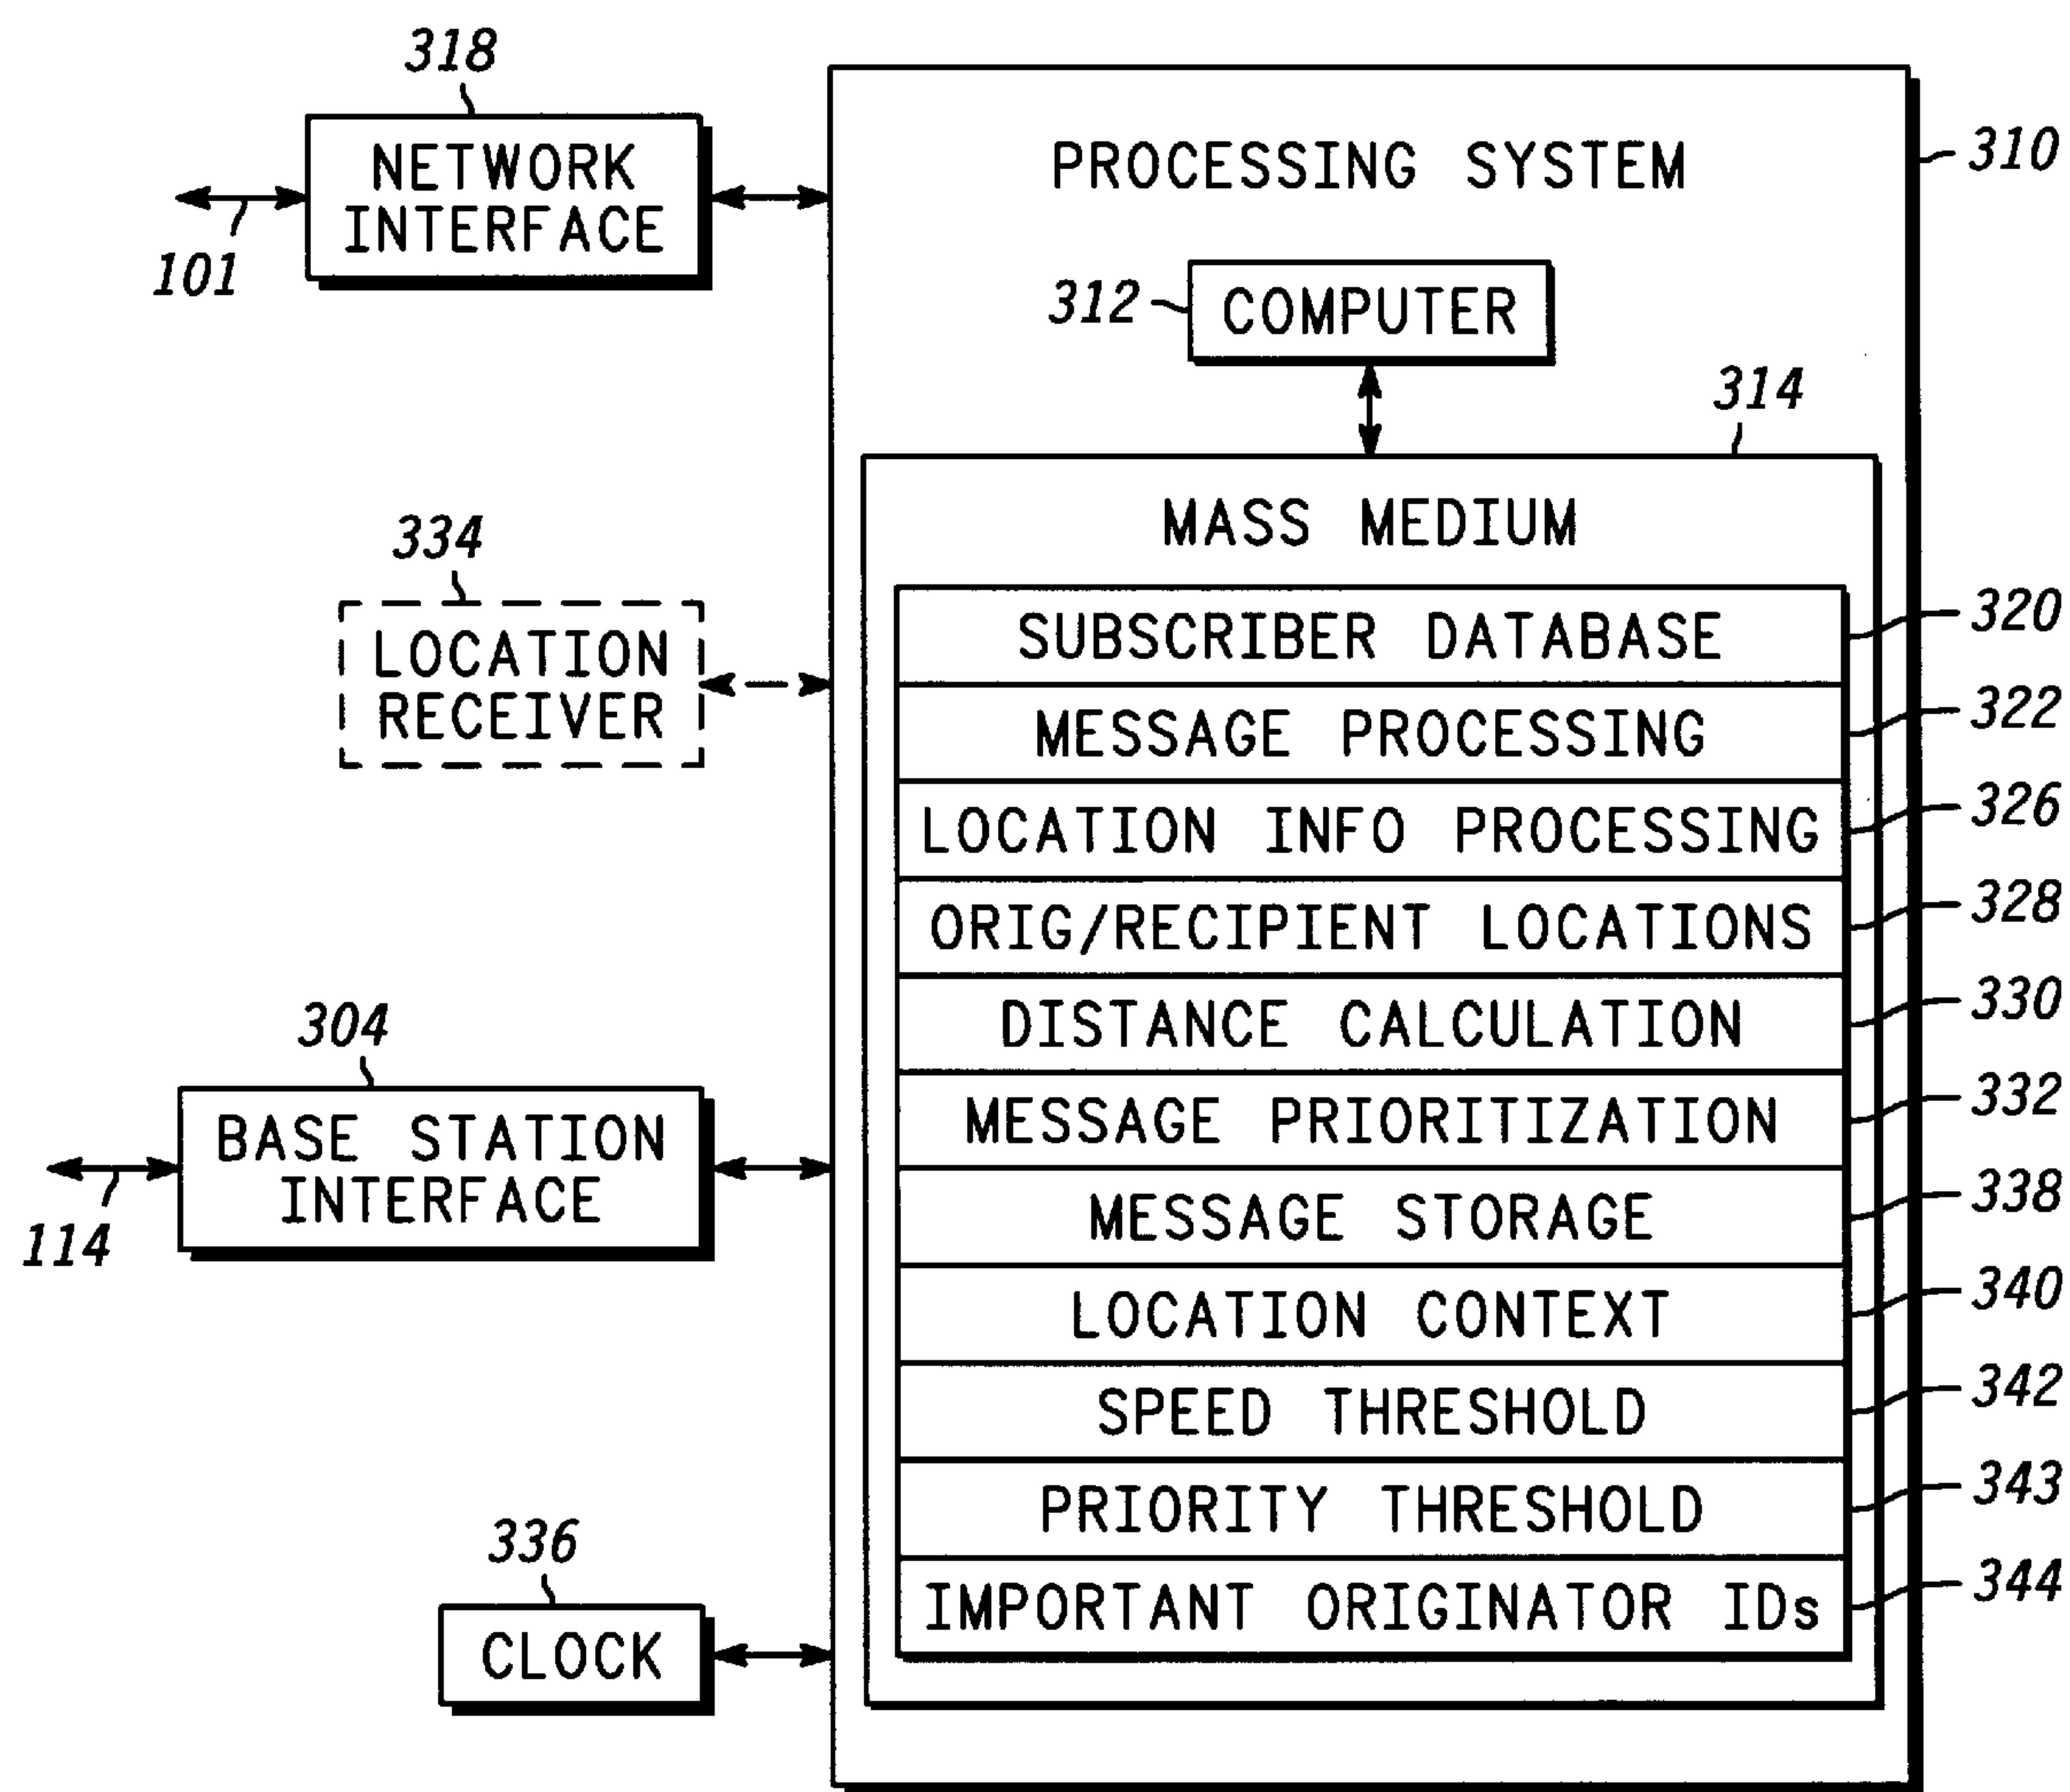 318
NETWORK
INTERFACE
101
PROCESSING SYSTEM
310
312
COMPUTER
314
MASS MEDIUM
334
LOCATION
RECEIVER
SUBSCRIBER DATABASE
320
MESSAGE PROCESSING
322
LOCATION INFO PROCESSING
326
ORIG/RECIPIENT LOCATIONS
328
DISTANCE CALCULATION
330
304
BASE STATION
INTERFACE
114
MESSAGE PRIORITIZATION
332
MESSAGE STORAGE
338
LOCATION CONTEXT
340
SPEED THRESHOLD
342
PRIORITY THRESHOLD
343
336
CLOCK
IMPORTANT ORIGINATOR IDs
344